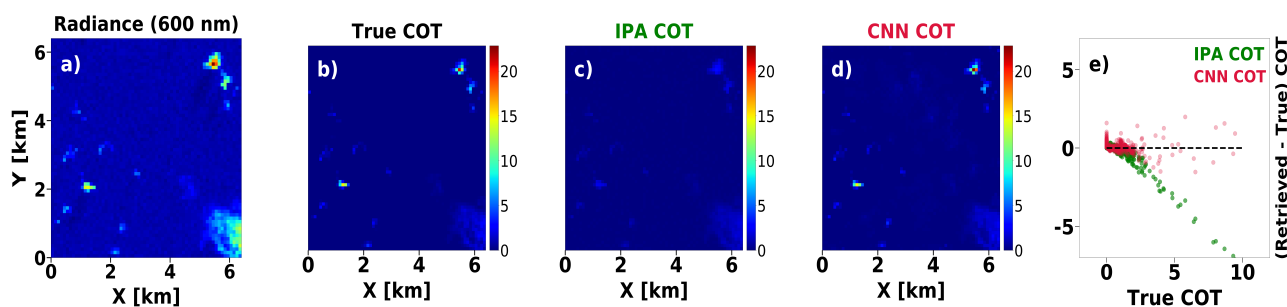 Radiance (600 nm)
a)
6
4
2
0
Y [km]
0 2 4 6
X [km]
True COT
b)
20
15
10
5
0
0 2 4 6
X [km]
IPA COT
c)
20
15
10
5
0
0 2 4 6
X [km]
CNN COT
d)
20
15
10
5
0
0 2 4 6
X [km]
e)
IPA COT
CNN COT
5
0
-5
0 5 10
True COT
(Retrieved - True) COT